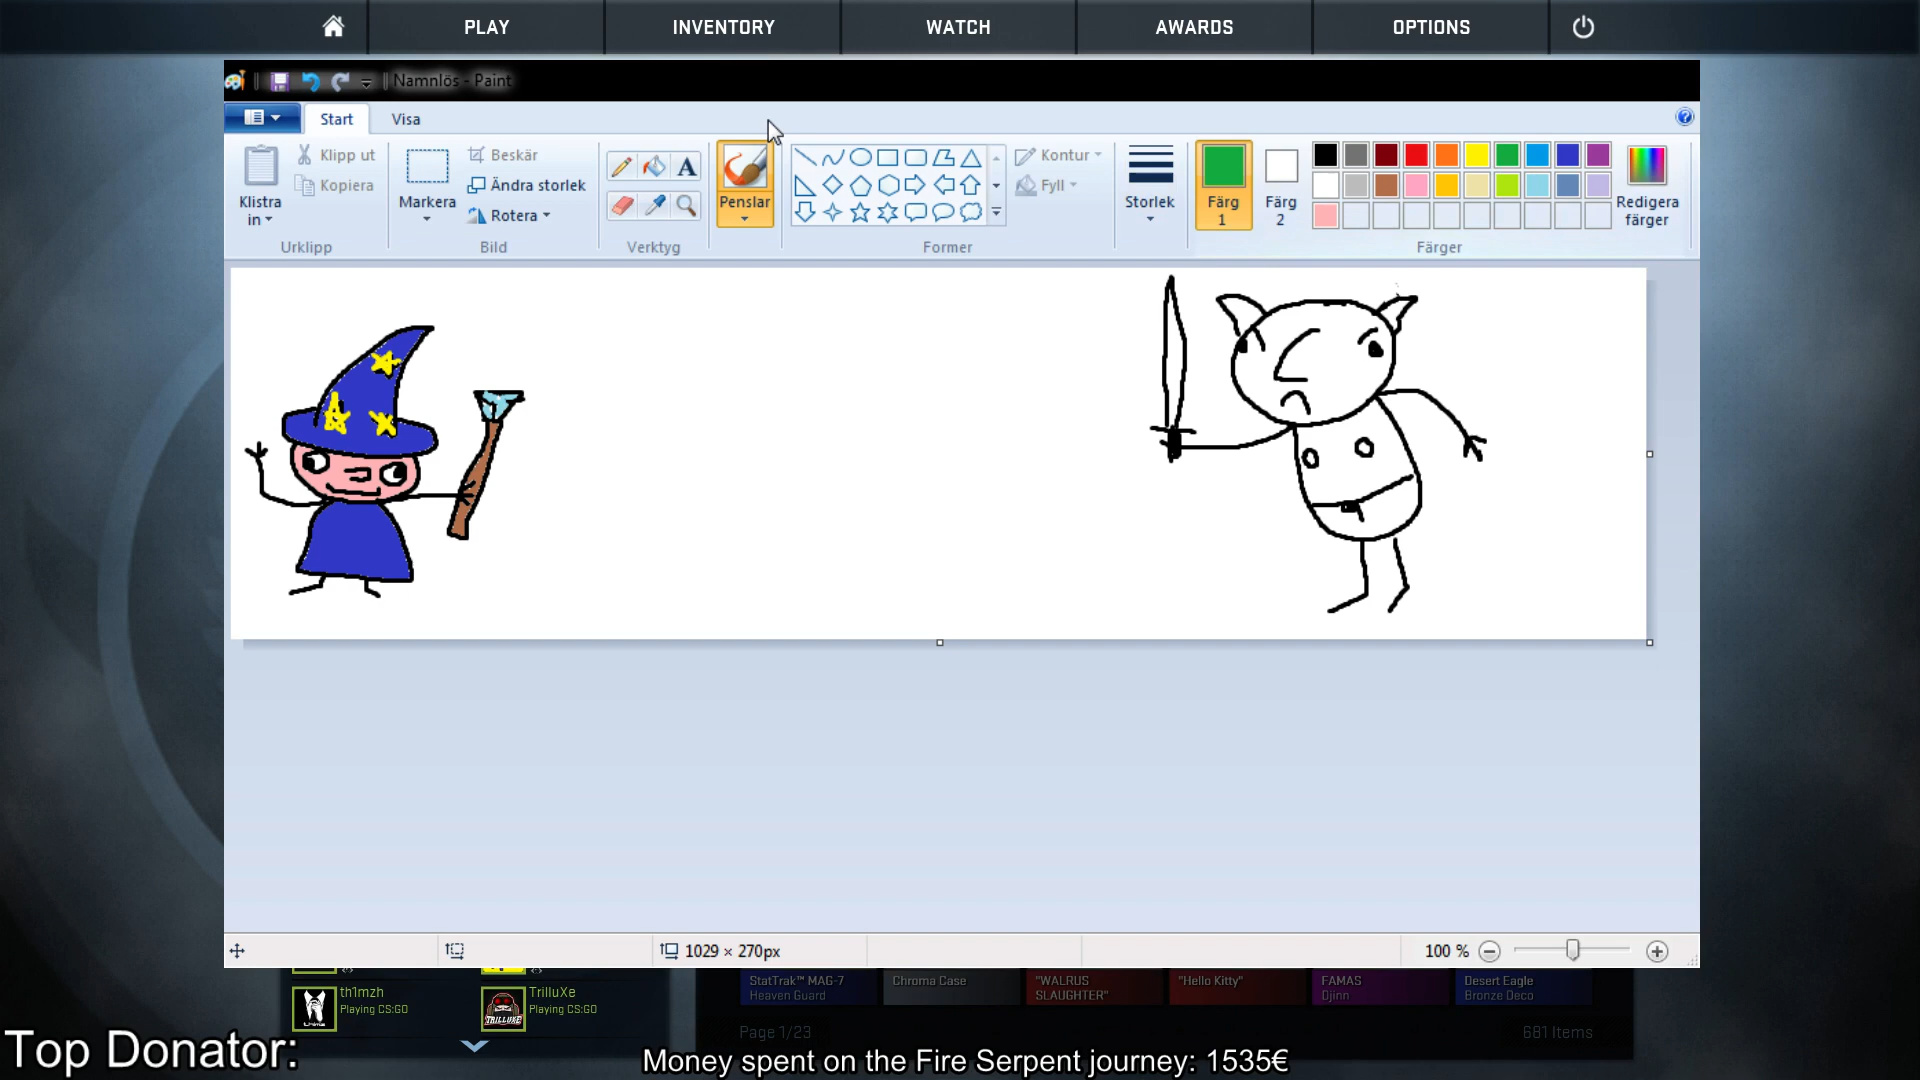 PLAY
INVENTORY
WATCH
AWARDS
OPTIONS
Namnlös - Paint
Start
Visa
Klistra in
Klipp ut
Kopiera
Urklipp
Markera
Beskär
Ändra storlek
Rotera
Bild
A
Verktyg
Penslar
Former
Kontur
Fyll
Storlek
Färg 1
Färg 2
Redigera färger
Färger
1029 × 270px
100 %
th1mzh
Playing CS:GO
TrilluXe
Playing CS:GO
StatTrak™ MAG-7
Heaven Guard
Chroma Case
"WALRUS
SLAUGHTER"
"Hello Kitty"
FAMAS
Djinn
Desert Eagle
Bronze Deco
Page 1/23
681 Items
Top Donator:
Money spent on the Fire Serpent journey: 1535€